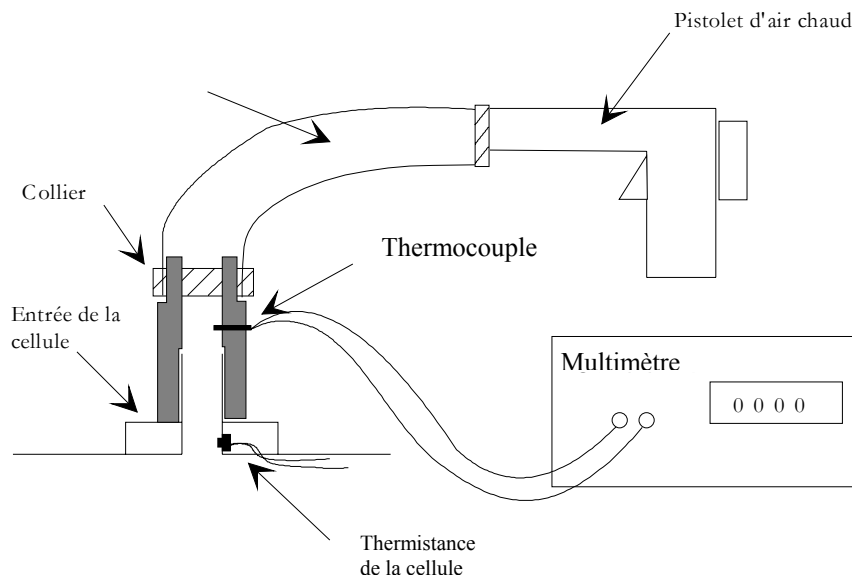 Pistolet d'air chaud
Collier
Thermocouple
Entrée de la
cellule
Multimètre
0 0 0 0
Thermistance
de la cellule